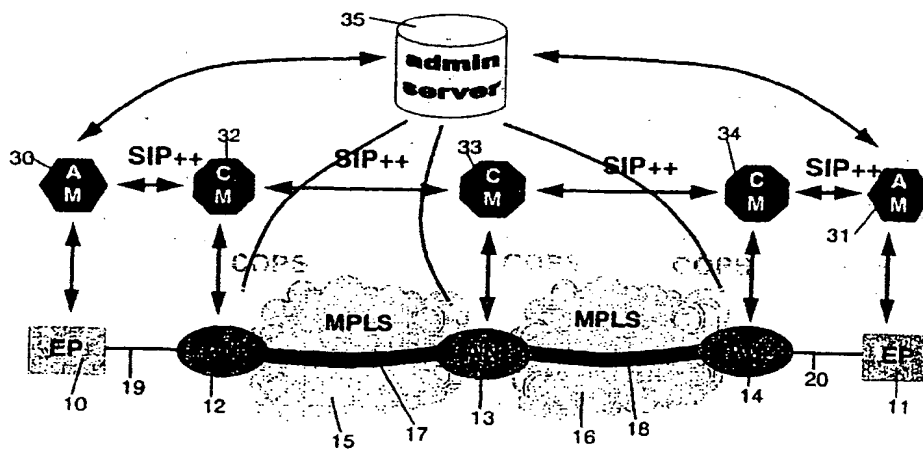 35
admin
server
32
33
34
30
SIP++
SIP++
SIP++
SIP++
A
M
C
M
C
M
C
M
A
M
31
COPS
COPS
COPS
MPLS
MPLS
EP
EP
10
19
12
15
17
13
16
18
14
20
11